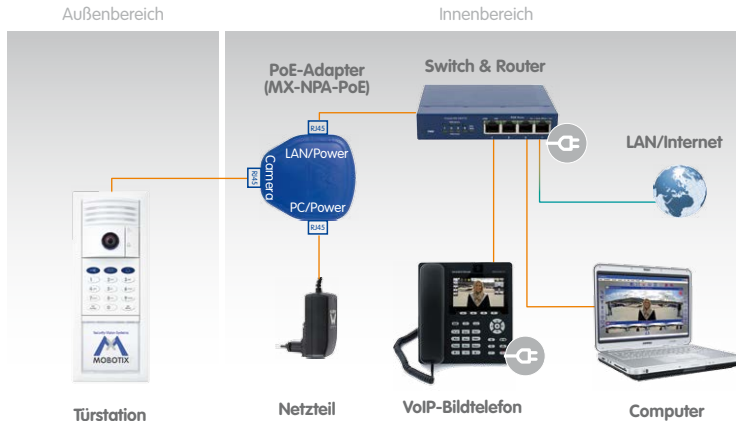 Außenbereich
Innenbereich
PoE-Adapter
(MX-NPA-PoE)
Switch & Router
RJ45
LAN/Power
Camera
RJ45
PC/Power
RJ45
LAN/Internet
MOBOTIX
Türstation
Netzteil
VoIP-Bildtelefon
Computer